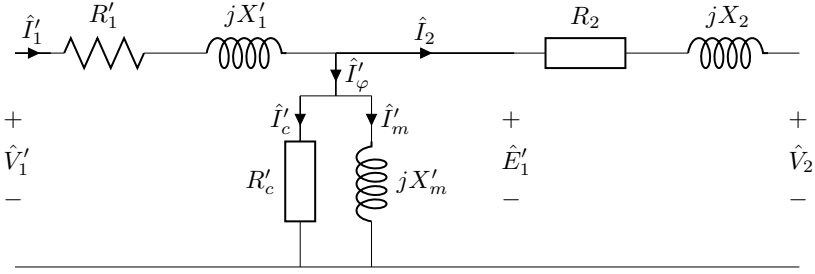 R̂′₁ jX′₁ Î₂ R₂ jX₂
Î′₁
Î′φ
Î′c Î′m
+ + +
V̂′₁ R′c jX′m Ê′₁ V̂₂
− − −